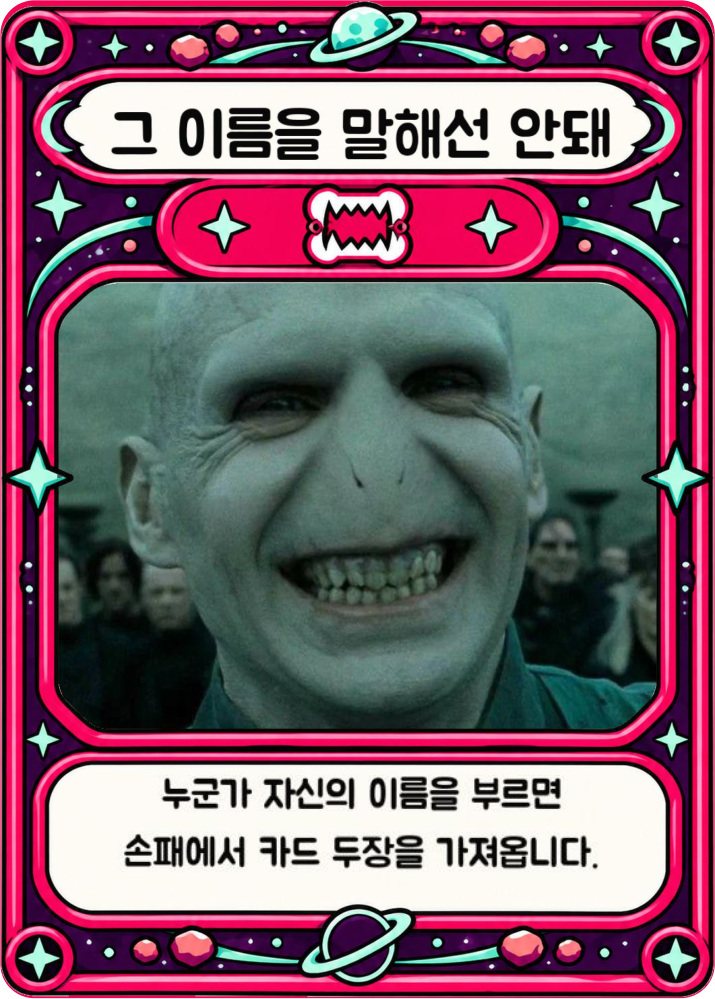 그 이름을 말해선 안돼
누군가 자신의 이름을 부르면
손패에서 카드 두장을 가져옵니다.